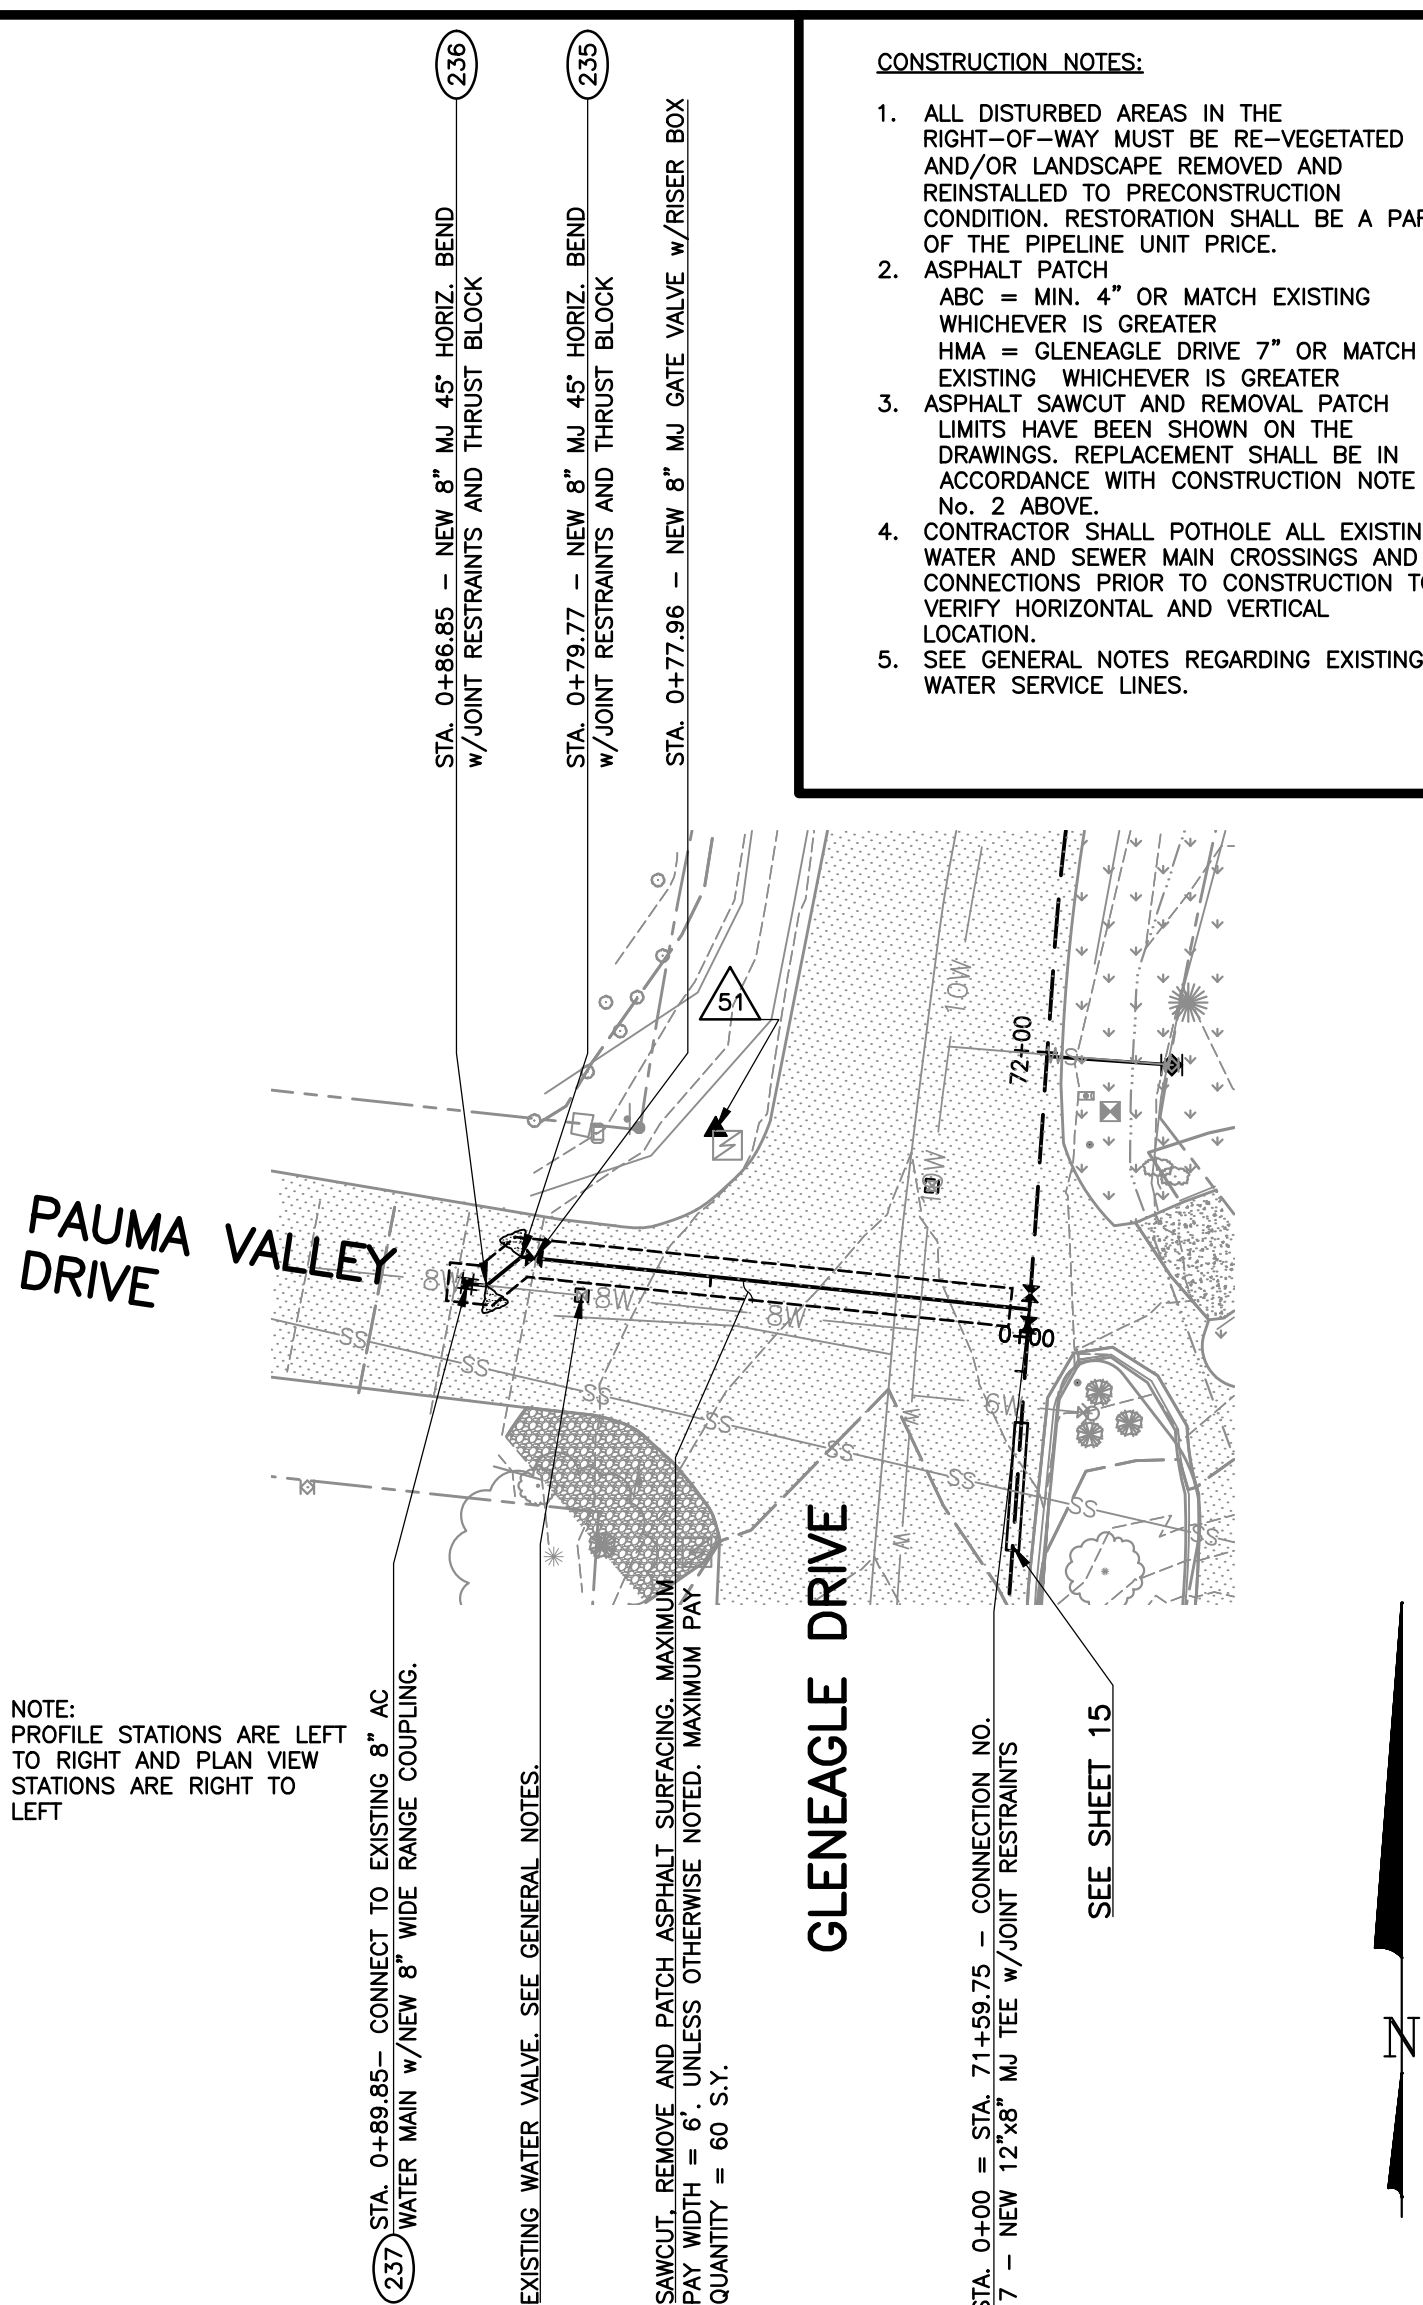 236
STA. 0+86.85 – NEW 8" MJ 45° HORIZ. BEND
w/JOINT RESTRAINTS AND THRUST BLOCK
235
STA. 0+79.77 – NEW 8" MJ 45° HORIZ. BEND
w/JOINT RESTRAINTS AND THRUST BLOCK
STA. 0+77.96 – NEW 8" MJ GATE VALVE w/RISER BOX
CONSTRUCTION NOTES:
1. ALL DISTURBED AREAS IN THE
RIGHT–OF–WAY MUST BE RE–VEGETATED
AND/OR LANDSCAPE REMOVED AND
REINSTALLED TO PRECONSTRUCTION
CONDITION. RESTORATION SHALL BE A
OF THE PIPELINE UNIT PRICE.
2. ASPHALT PATCH
ABC = MIN. 4" OR MATCH EXISTING
WHICHEVER IS GREATER
HMA = GLENEAGLE DRIVE 7" OR MATCH
EXISTING WHICHEVER IS GREATER
3. ASPHALT SAWCUT AND REMOVAL PATCH
LIMITS HAVE BEEN SHOWN ON THE
DRAWINGS. REPLACEMENT SHALL BE IN
ACCORDANCE WITH CONSTRUCTION NOTE
No. 2 ABOVE.
4. CONTRACTOR SHALL POTHOLE ALL EXISTIN
WATER AND SEWER MAIN CROSSINGS AND
CONNECTIONS PRIOR TO CONSTRUCTION TO
VERIFY HORIZONTAL AND VERTICAL
LOCATION.
5. SEE GENERAL NOTES REGARDING EXISTING
WATER SERVICE LINES.
51
10W
72+00
WS
10W
PAUMA VALLEY
DRIVE
8W
8W
8W
0+00
SS
SS
SS
SS
SS
SS
SS
SS
6W
W
W
W
GLENEAGLE DRIVE
NOTE:
PROFILE STATIONS ARE LEFT
TO RIGHT AND PLAN VIEW
STATIONS ARE RIGHT TO
LEFT
237
STA. 0+89.85– CONNECT TO EXISTING 8" AC
WATER MAIN w/NEW 8" WIDE RANGE COUPLING.
EXISTING WATER VALVE. SEE GENERAL NOTES.
SAWCUT, REMOVE AND PATCH ASPHALT SURFACING. MAXIMUM
PAY WIDTH = 6'. UNLESS OTHERWISE NOTED. MAXIMUM PAY
QUANTITY = 60 S.Y.
STA. 0+00 = STA. 71+59.75 – CONNECTION NO.
7 – NEW 12"x8" MJ TEE w/JOINT RESTRAINTS
SEE SHEET 15
N